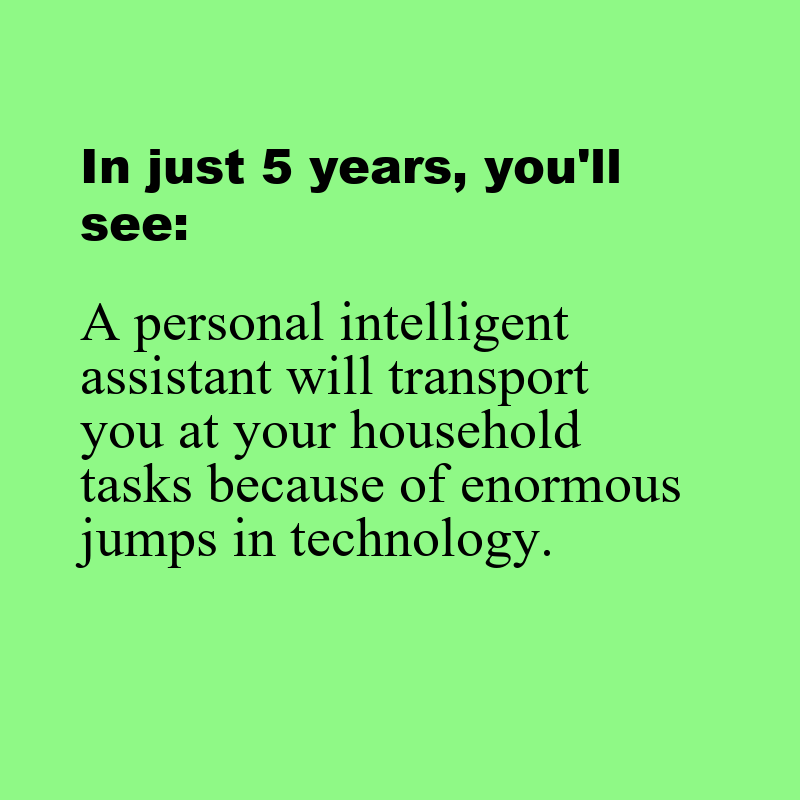 In just 5 years, you'll
see:
A personal intelligent
assistant will transport
you at your household
tasks because of enormous
jumps in technology.